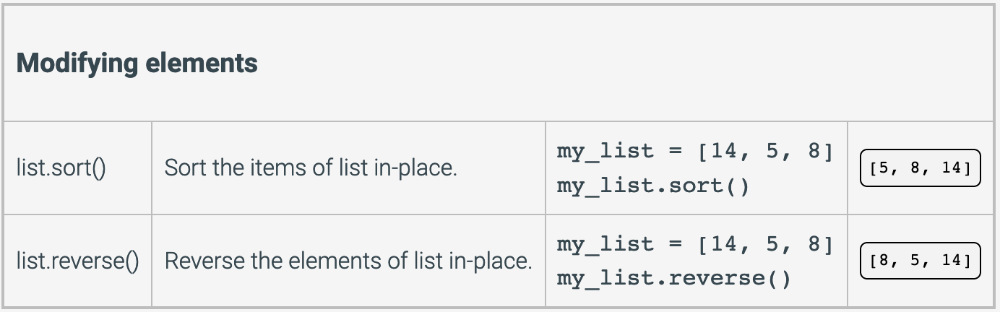 Modifying elements
list.sort()
Sort the items of list in-place.
my_list = [14, 5, 8]
my_list.sort()
[5, 8, 14]
list.reverse()
Reverse the elements of list in-place.
my_list = [14, 5, 8]
my_list.reverse()
[8, 5, 14]